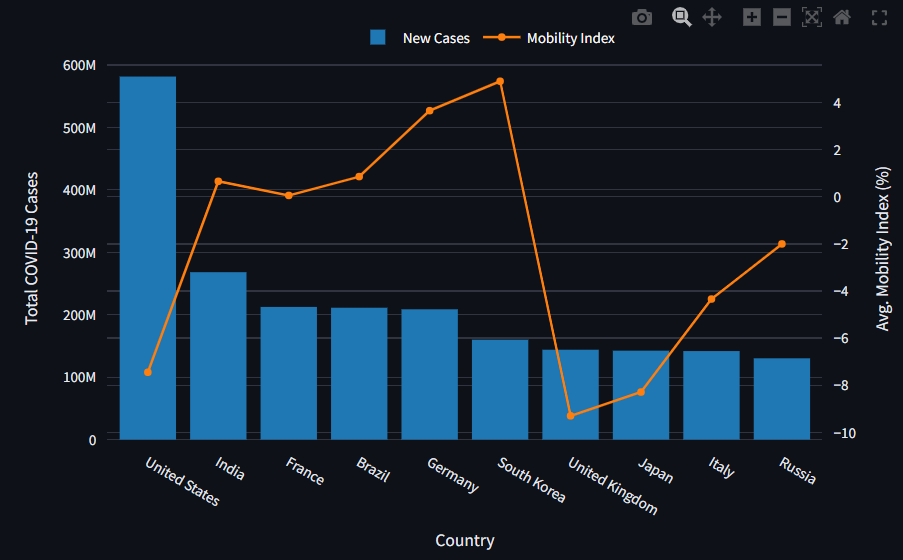 New Cases Mobility Index
600M
500M
400M
300M
200M
100M
0
Total COVID-19 Cases
4
2
0
−2
−4
−6
−8
−10
Avg. Mobility Index (%)
United States
India
France
Brazil
Germany
South Korea
United Kingdom
Japan
Italy
Russia
Country